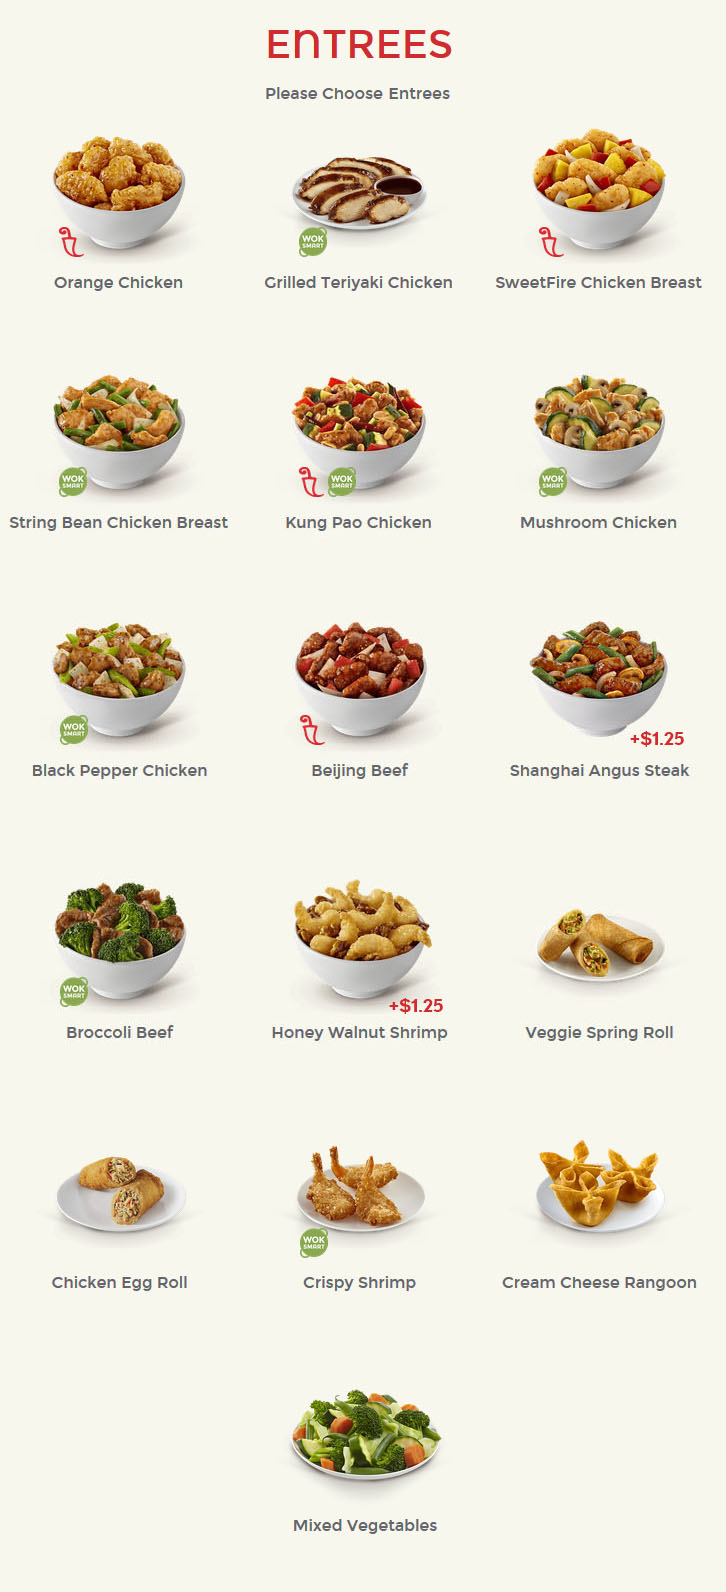 ENTREES
Please Choose Entrees
WOK SMART
Orange Chicken
Grilled Teriyaki Chicken
SweetFire Chicken Breast
WOK SMART
WOK SMART
WOK SMART
String Bean Chicken Breast
Kung Pao Chicken
Mushroom Chicken
WOK SMART
+$1.25
Black Pepper Chicken
Beijing Beef
Shanghai Angus Steak
WOK SMART
+$1.25
Broccoli Beef
Honey Walnut Shrimp
Veggie Spring Roll
WOK SMART
Chicken Egg Roll
Crispy Shrimp
Cream Cheese Rangoon
Mixed Vegetables